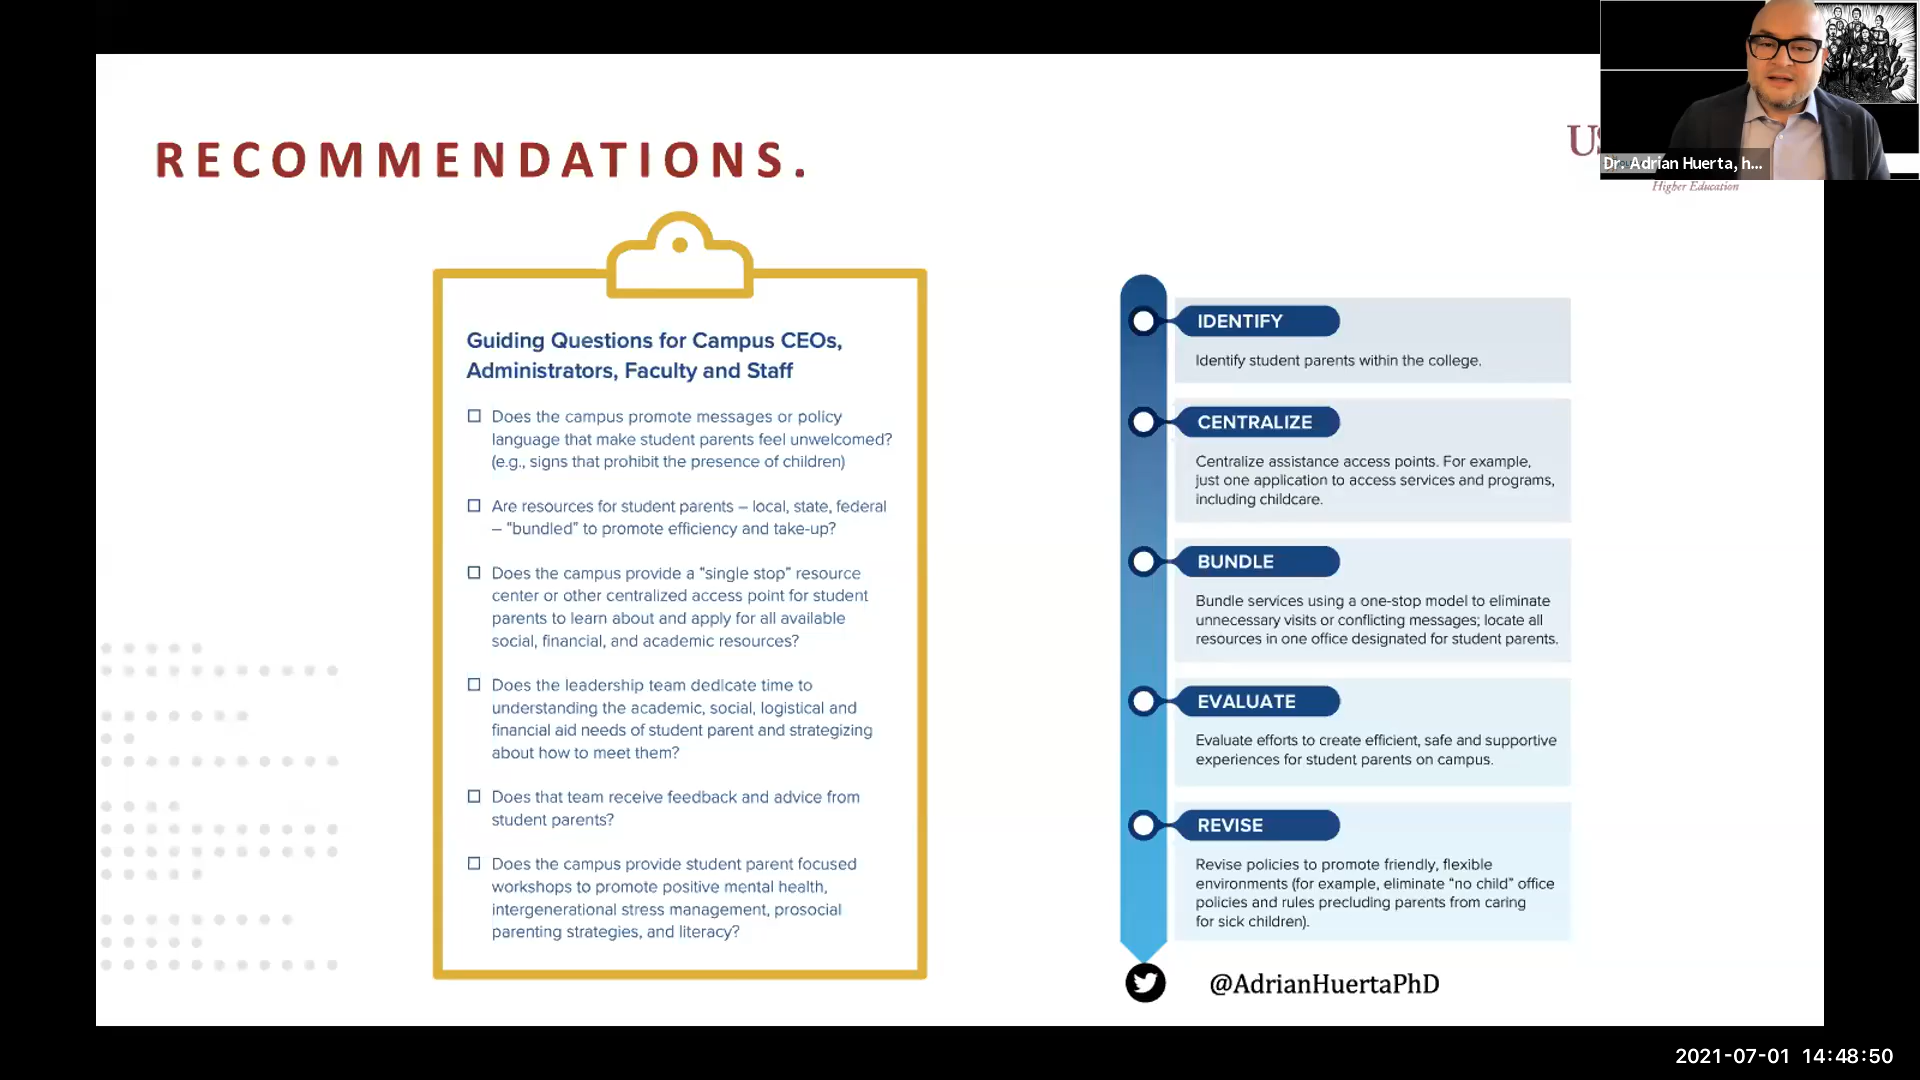 RECOMMENDATIONS.
Dr. Adrian Huerta, h...
Higher Education
Guiding Questions for Campus CEOs,
Administrators, Faculty and Staff
Does the campus promote messages or policy
language that make student parents feel unwelcomed?
(e.g., signs that prohibit the presence of children)
Are resources for student parents – local, state, federal
– "bundled" to promote efficiency and take-up?
Does the campus provide a "single stop" resource
center or other centralized access point for student
parents to learn about and apply for all available
social, financial, and academic resources?
Does the leadership team dedicate time to
understanding the academic, social, logistical and
financial aid needs of student parent and strategizing
about how to meet them?
Does that team receive feedback and advice from
student parents?
Does the campus provide student parent focused
workshops to promote positive mental health,
intergenerational stress management, prosocial
parenting strategies, and literacy?
IDENTIFY
Identify student parents within the college.
CENTRALIZE
Centralize assistance access points. For example,
just one application to access services and programs,
including childcare.
BUNDLE
Bundle services using a one-stop model to eliminate
unnecessary visits or conflicting messages; locate all
resources in one office designated for student parents.
EVALUATE
Evaluate efforts to create efficient, safe and supportive
experiences for student parents on campus.
REVISE
Revise policies to promote friendly, flexible
environments (for example, eliminate "no child" office
policies and rules precluding parents from caring
for sick children).
@AdrianHuertaPhD
2021-07-01 14:48:50